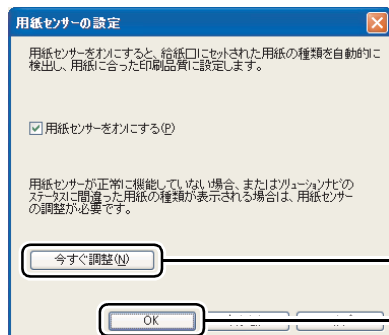 用紙センサーの設定
用紙センサーをオンにすると、給紙口にセットされた用紙の種類を自動的に
検出し、用紙に合った印刷品質に設定します。
用紙センサーをオンにする(P)
用紙センサーが正常に機能していない場合、またはソリューションナビの
ステータスに間違った用紙の種類が表示される場合は、用紙センサー
の調整が必要です。
今すぐ調整(N)
OK